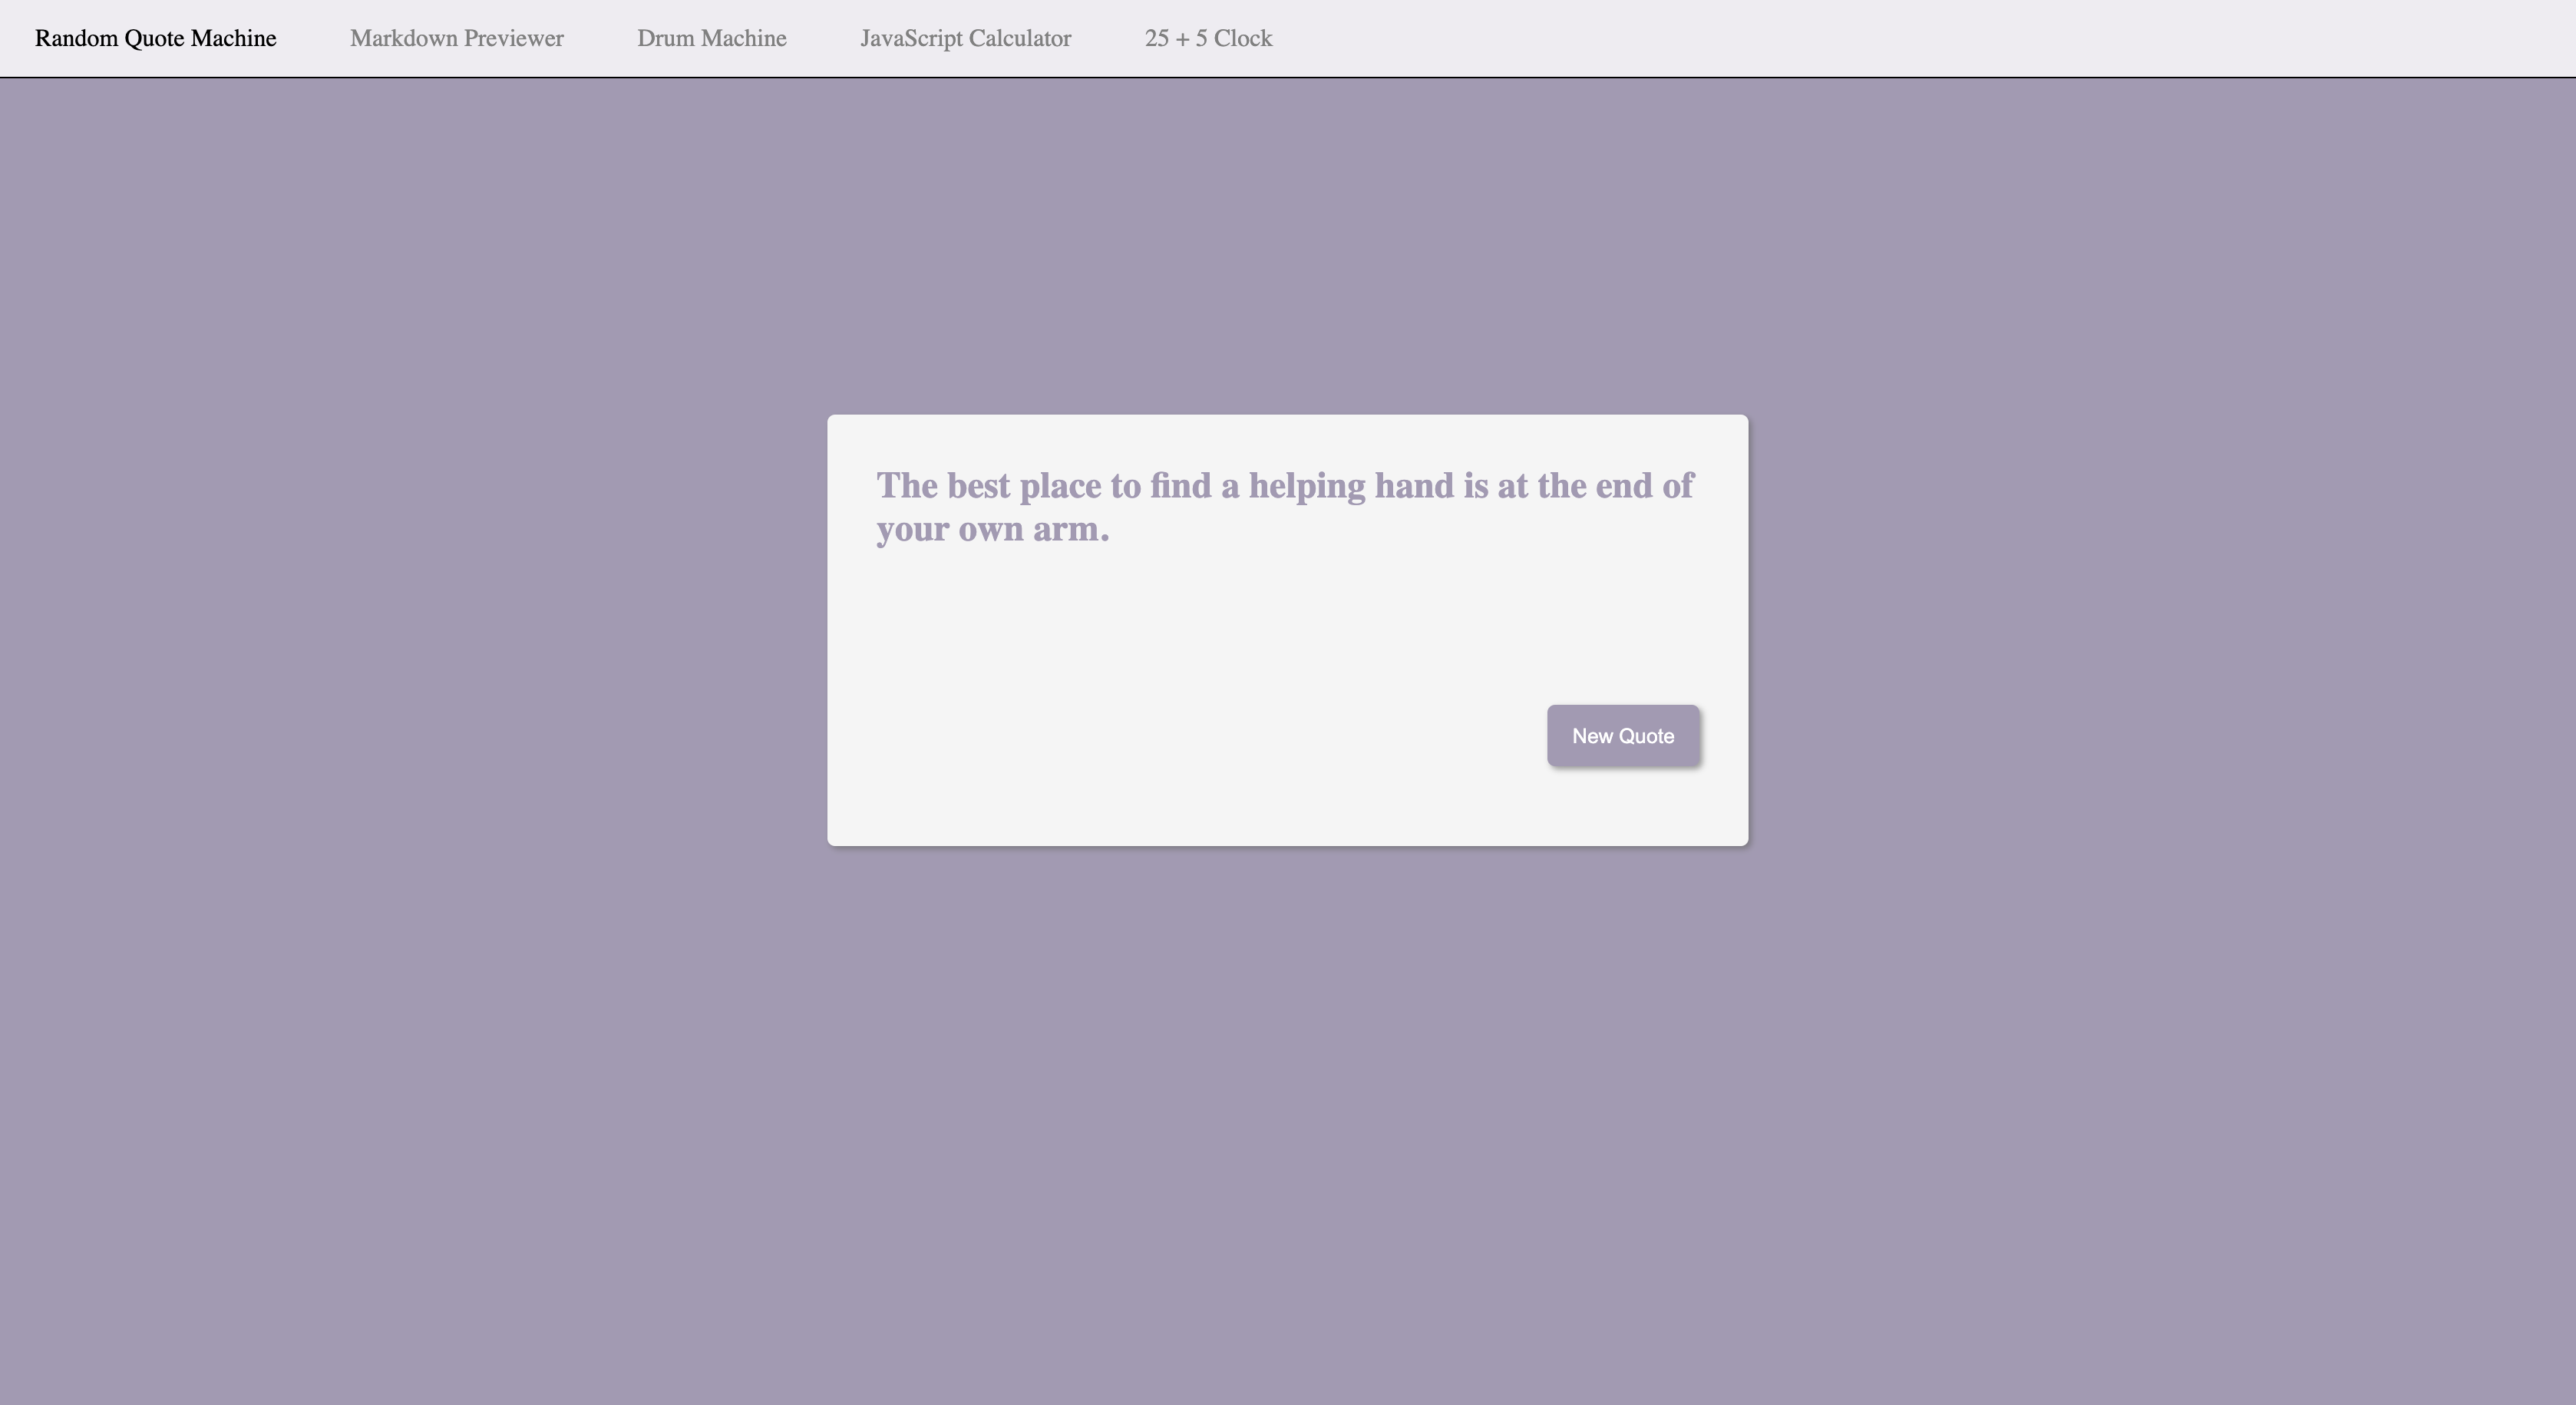 Random Quote Machine Markdown Previewer Drum Machine JavaScript Calculator 25 + 5 Clock
The best place to find a helping hand is at the end of
your own arm.
New Quote